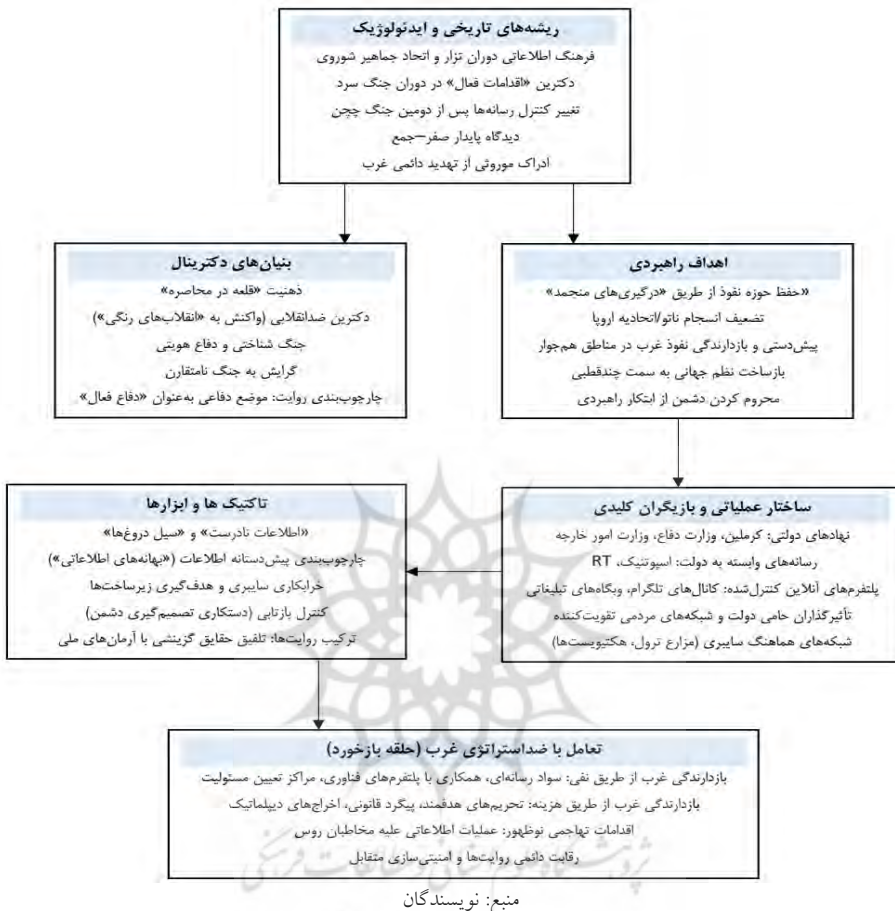 ریشه‌های تاریخی و ایدئولوژیک
فرهنگ اطلاعاتی دوران تزار و اتحاد جماهیر شوروی
دکترین «اقدامات فعال» در دوران جنگ سرد
تغییر کنترل رسانه‌ها پس از دومین جنگ چچن
دیدگاه پایدار صفر–جمع
ادراک موروثی از تهدید دائمی غرب
اهداف راهبردی
«حفظ حوزه نفوذ از طریق «درگیری‌های منجمد»
تضعیف انسجام ناتو/اتحادیه اروپا
پیش‌دستی و بازدارندگی نفوذ غرب در مناطق هم‌جوار
بازساخت نظم جهانی به سمت چندقطبی
محروم کردن دشمن از ابتکار راهبردی
بنیان‌های دکترینال
ذهنیت «قلعه در محاصره»
دکترین ضدانقلابی (واکنش به «انقلاب‌های رنگی»)
جنگ شناختی و دفاع هویتی
گرایش به جنگ نامتقارن
چارچوب‌بندی روایت: موضع دفاعی به‌عنوان «دفاع فعال»
ساختار عملیاتی و بازیگران کلیدی
نهادهای دولتی: کرملین، وزارت دفاع، وزارت امور خارجه
رسانه‌های وابسته به دولت: اسپوتنیک، RT
پلتفرم‌های آنلاین کنترل‌شده: کانال‌های تلگرام، وبگاه‌های تبلیغاتی
تأثیرگذاران حامی دولت و شبکه‌های مردمی تقویت‌کننده
شبکه‌های هماهنگ سایبری (مزارع ترول، هکتیویست‌ها)
تاکتیک ها و ابزارها
«اطلاعات نادرست» و «سیل دروغ‌ها»
چارچوب‌بندی پیش‌دستانه اطلاعات («بهانه‌های اطلاعاتی»)
خرابکاری سایبری و هدف‌گیری زیرساخت‌ها
کنترل بازتابی (دستکاری تصمیم‌گیری دشمن)
ترکیب روایت‌ها: تلفیق حقایق گزینشی با آرمان‌های ملی
تعامل با ضداستراتژی غرب (حلقه بازخورد)
بازدارندگی غرب از طریق نفی: سواد رسانه‌ای، همکاری با پلتفرم‌های فناوری، مراکز تعیین مسئولیت
بازدارندگی غرب از طریق هزینه: تحریم‌های هدفمند، پیگرد قانونی، اخراج‌های دیپلماتیک
اقدامات تهاجمی نوظهور: عملیات اطلاعاتی علیه مخاطبان روس
رقابت دائمی روایت‌ها و امنیتی‌سازی متقابل
پژوهشگاه علوم انسانی و مطالعات فرهنگی
منبع: نویسندگان